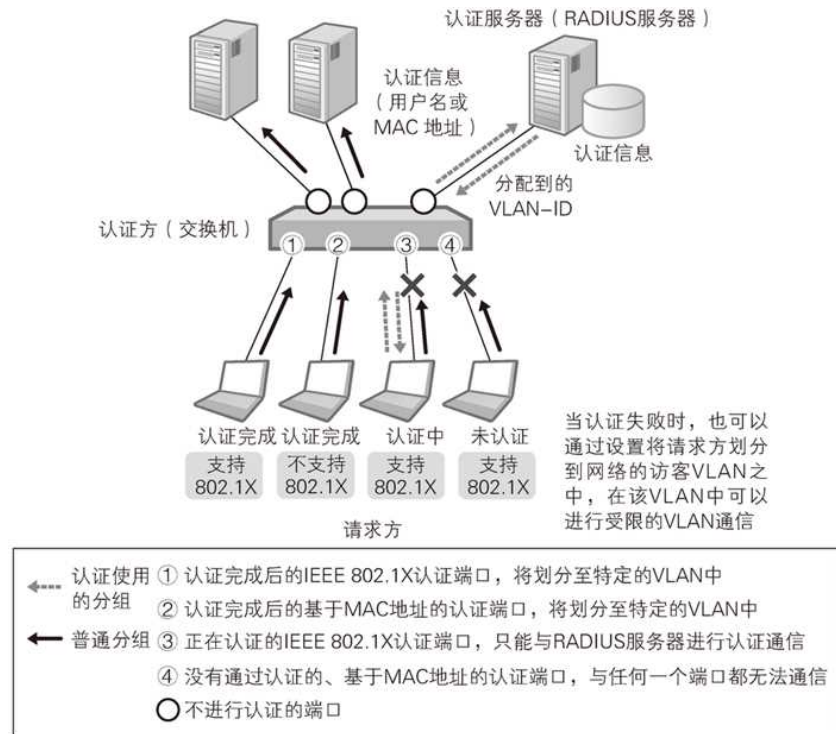 认证服务器（RADIUS服务器）
认证信息
（用户名或
MAC 地址）
认证信息
分配到的
VLAN-ID
认证方（交换机）
① ② ③ ④
认证完成 认证完成 认证中 未认证
支持 不支持 支持 支持
802.1X 802.1X 802.1X 802.1X
请求方
当认证失败时，也可以
通过设置将请求方划分
到网络的访客VLAN之
中，在该VLAN中可以
进行受限的VLAN通信
认证使用
的分组
普通分组
① 认证完成后的IEEE 802.1X认证端口，将划分至特定的VLAN中
② 认证完成后的基于MAC地址的认证端口，将划分至特定的VLAN中
③ 正在认证的IEEE 802.1X认证端口，只能与RADIUS服务器进行认证通信
④ 没有通过认证的、基于MAC地址的认证端口，与任何一个端口都无法通信
不进行认证的端口